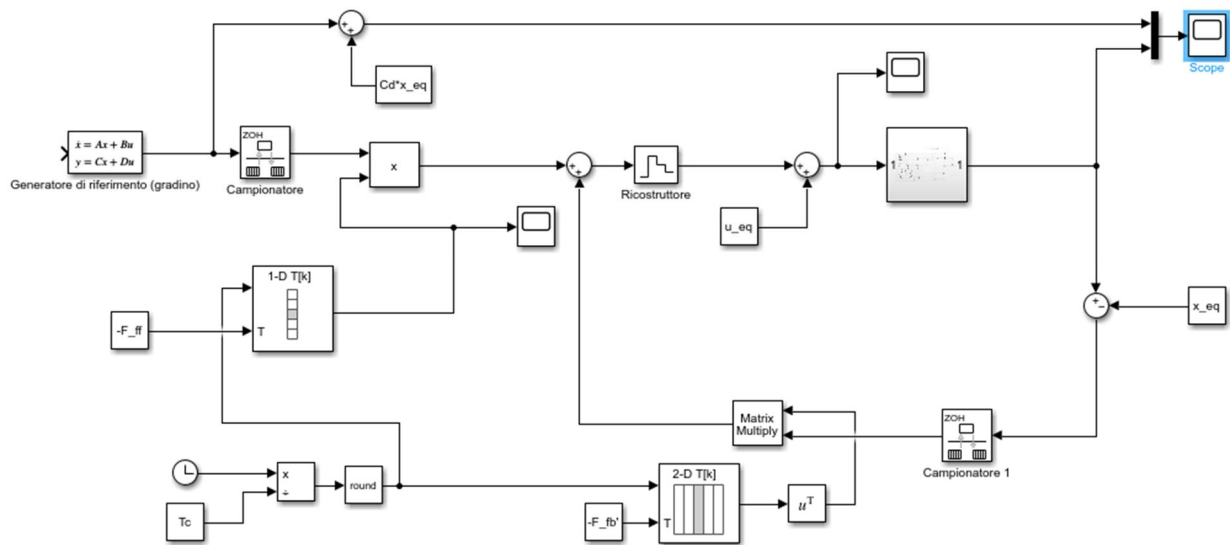 Cd*x_eq
Scope
ẋ = Ax + Bu
y = Cx + Du
Generatore di riferimento (gradino)
ZOH
Campionatore
x
Ricostruttore
u_eq
1
1
1-D T[k]
T
-F_ff
x_eq
Matrix
Multiply
ZOH
Campionatore 1
x
÷
round
Tc
2-D T[k]
T
-F_fb'
uᵀ